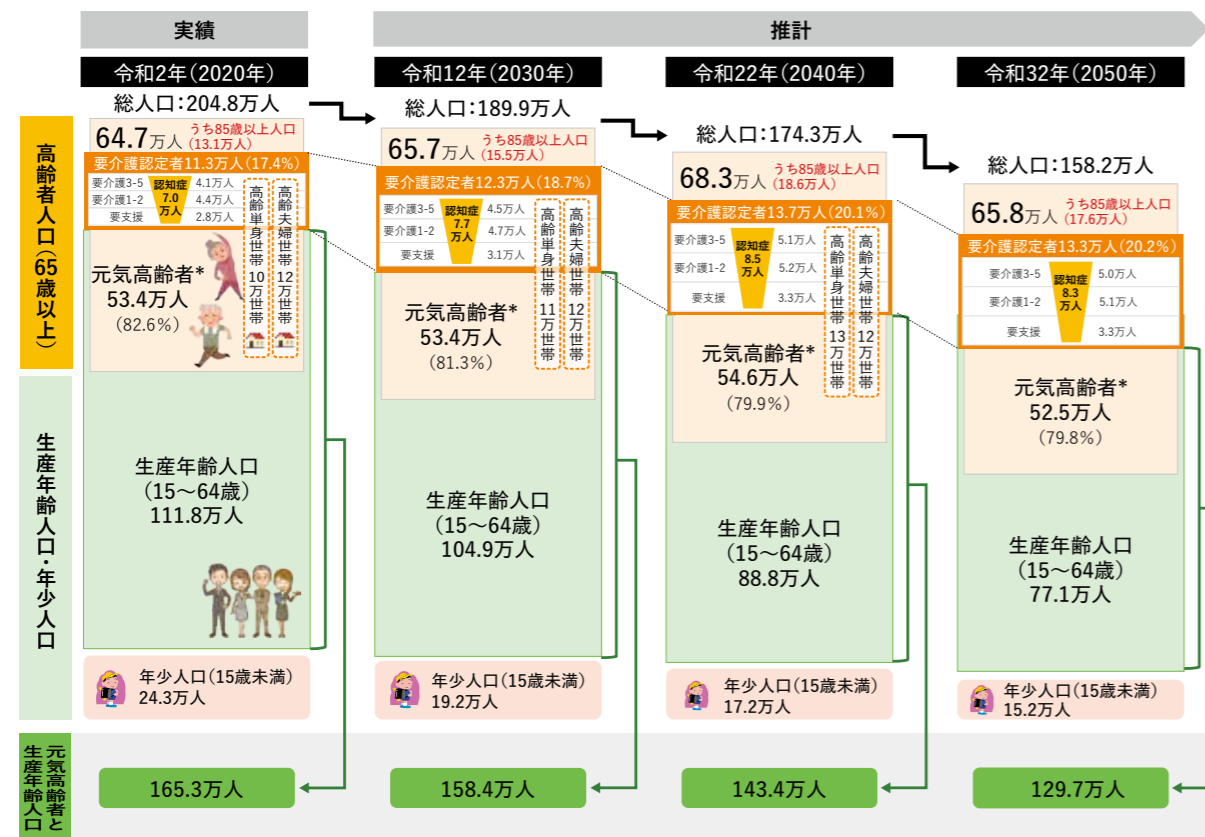 実績
推計
令和2年(2020年)
令和12年(2030年)
令和22年(2040年)
令和32年(2050年)
高齢者人口(65歳以上)
生産年齢人口・年少人口
元気高齢者と
生産年齢人口
総人口:204.8万人
64.7万人
うち85歳以上人口
(13.1万人)
要介護認定者11.3万人(17.4%)
要介護3-5
要介護1-2
要支援
認知症
7.0
万人
4.1万人
4.4万人
2.8万人
高齢単身世帯 10万世帯
高齢夫婦世帯 12万世帯
元気高齢者*
53.4万人
(82.6%)
生産年齢人口
(15~64歳)
111.8万人
年少人口(15歳未満)
24.3万人
165.3万人
総人口:189.9万人
65.7万人
うち85歳以上人口
(15.5万人)
要介護認定者12.3万人(18.7%)
要介護3-5
要介護1-2
要支援
認知症
7.7
万人
4.5万人
4.7万人
3.1万人
高齢単身世帯 11万世帯
高齢夫婦世帯 12万世帯
元気高齢者*
53.4万人
(81.3%)
生産年齢人口
(15~64歳)
104.9万人
年少人口(15歳未満)
19.2万人
158.4万人
総人口:174.3万人
68.3万人
うち85歳以上人口
(18.6万人)
要介護認定者13.7万人(20.1%)
要介護3-5
要介護1-2
要支援
認知症
8.5
万人
5.1万人
5.2万人
3.3万人
高齢単身世帯 13万世帯
高齢夫婦世帯 12万世帯
元気高齢者*
54.6万人
(79.9%)
生産年齢人口
(15~64歳)
88.8万人
年少人口(15歳未満)
17.2万人
143.4万人
総人口:158.2万人
65.8万人
うち85歳以上人口
(17.6万人)
要介護認定者13.3万人(20.2%)
要介護3-5
要介護1-2
要支援
認知症
8.3
万人
5.0万人
5.1万人
3.3万人
元気高齢者*
52.5万人
(79.8%)
生産年齢人口
(15~64歳)
77.1万人
年少人口(15歳未満)
15.2万人
129.7万人